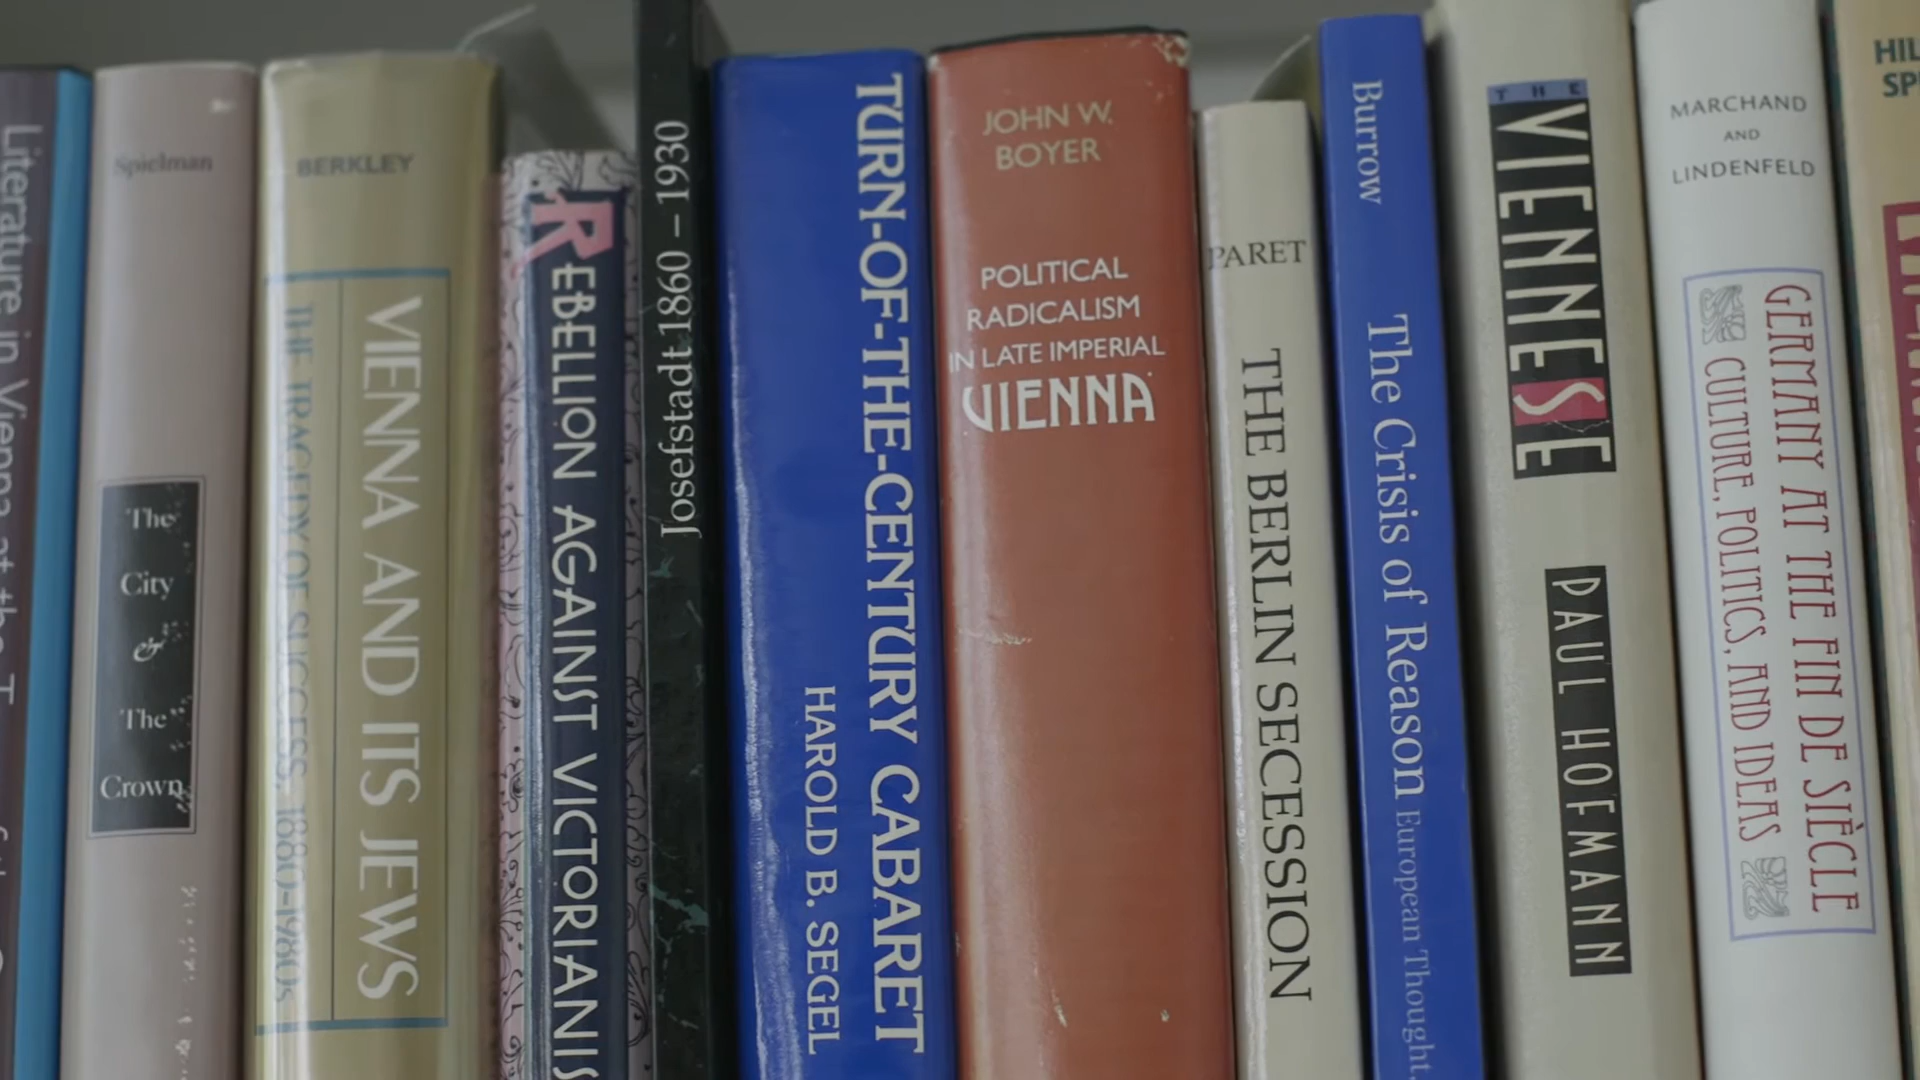 Literature in Vienna at the T
Spielman
The
City
&
The
Crown
BERKLEY
VIENNA AND ITS JEWS
THE TRAGEDY OF SUCCESS, 1880-1980s
REBELLION AGAINST VICTORIANIS
Josefstadt 1860 – 1930
TURN-OF-THE-CENTURY CABARET
HAROLD B. SEGEL
JOHN W.
BOYER
POLITICAL
RADICALISM
IN LATE IMPERIAL
VIENNA
PARET
THE BERLIN SECESSION
Burrow
The Crisis of Reason European Thought,
THE
VIENNESE
PAUL HOFMANN
MARCHAND
AND
LINDENFELD
GERMANY AT THE FIN DE SIÈCLE
CULTURE, POLITICS, AND IDEAS
HIL
SP